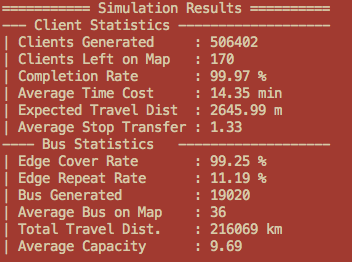 =========== Simulation Results ==========
--- Client Statistics -------------------
| Clients Generated     : 506402
| Clients Left on Map   : 170
| Completion Rate       : 99.97 %
| Average Time Cost     : 14.35 min
| Expected Travel Dist  : 2645.99 m
| Average Stop Transfer : 1.33
---- Bus Statistics   -------------------
| Edge Cover Rate       : 99.25 %
| Edge Repeat Rate      : 11.19 %
| Bus Generated         : 19020
| Average Bus on Map    : 36
| Total Travel Dist.    : 216069 km
| Average Capacity      : 9.69